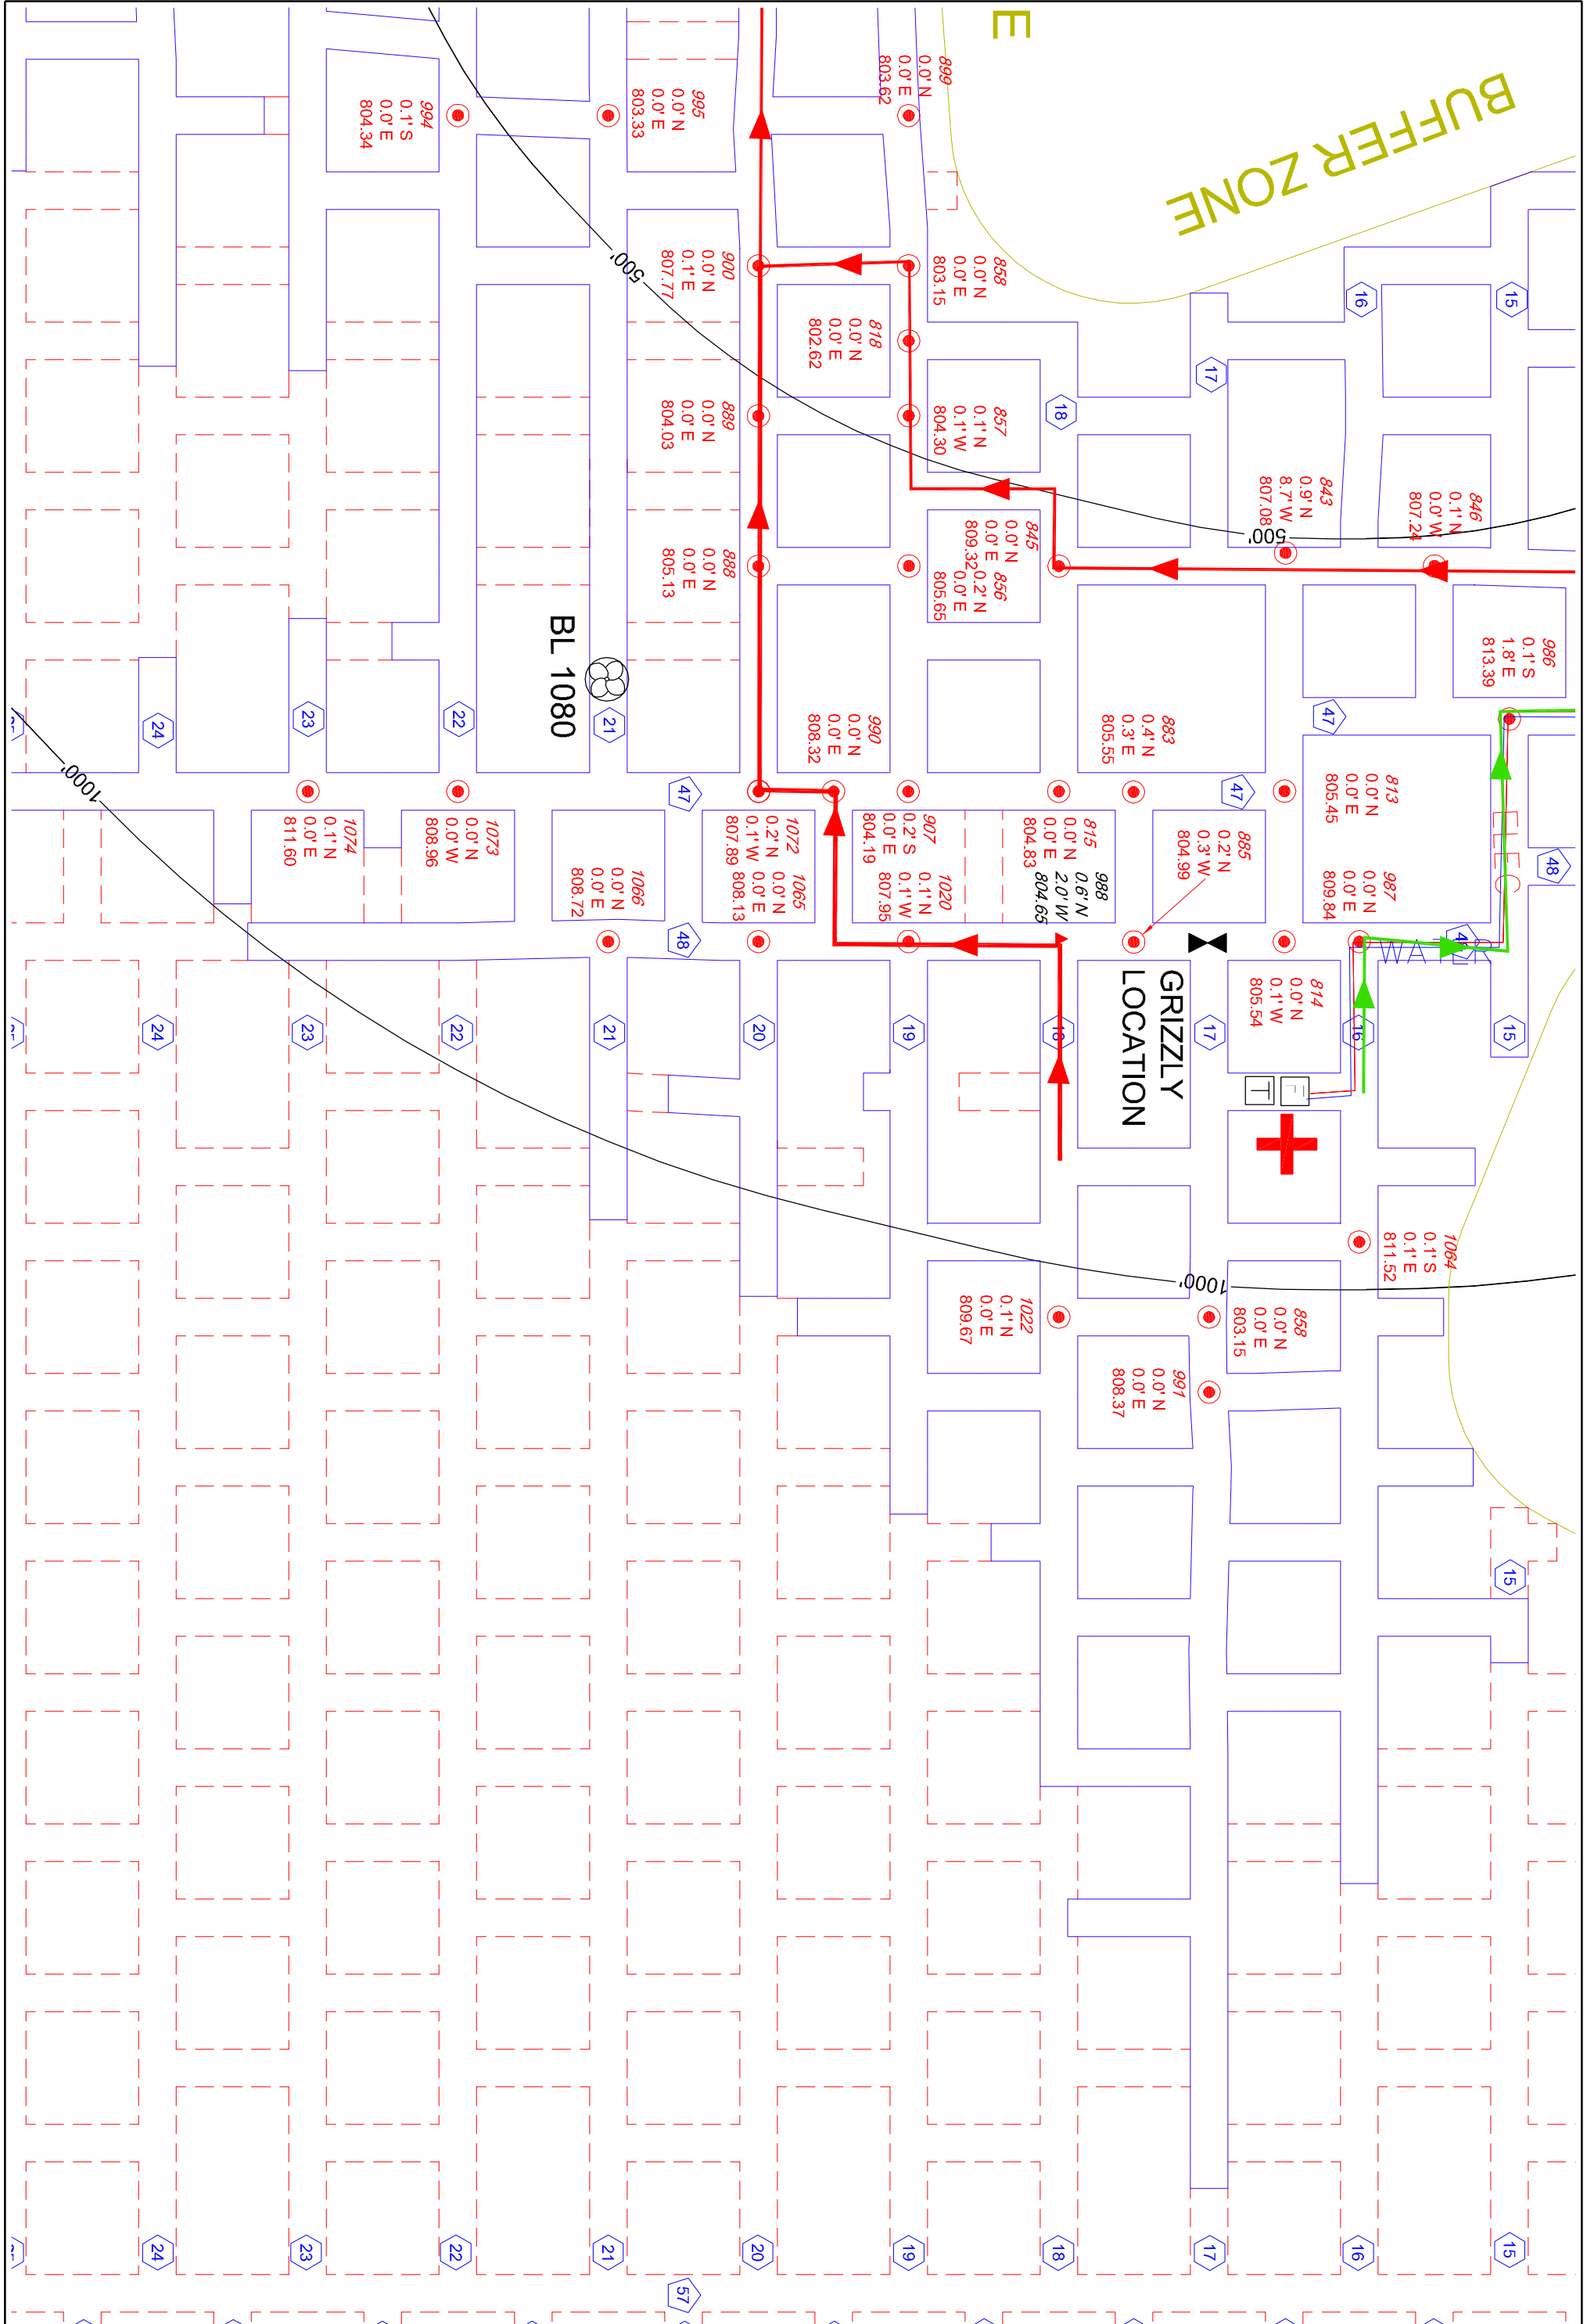 E
BUFFER ZONE
899
0.0' N
0.0' E
803.62
995
0.0' N
0.0' E
803.33
994
0.1' S
0.0' E
804.34
500'
858
0.0' N
0.0' E
803.15
900
0.0' N
0.1' E
807.77
818
0.0' N
0.0' E
802.62
15
16
17
18
857
0.1' N
0.1' W
804.30
889
0.0' N
0.0' E
804.03
843
0.9' N
8.7' W
807.08
846
0.1' N
0.0' W
807.24
500'
845
0.0' N
0.0' E
809.32
856
0.2' N
0.0' E
805.65
888
0.0' N
0.0' E
805.13
BL 1080
986
0.1' S
1.8' E
813.39
47
883
0.4' N
0.3' E
805.55
990
0.0' N
0.0' E
808.32
21
22
23
24
1000'
47
47
813
0.0' N
0.0' E
805.45
ELEC
48
885
0.2' N
0.3' W
804.99
815
0.0' N
0.0' E
804.83
907
0.2' S
0.0' E
804.19
1072
0.2' N
0.1' W
807.89
1073
0.0' N
0.0' W
808.96
1074
0.1' N
0.0' E
811.60
987
0.0' N
0.0' E
809.84
988
0.6' N
2.0' W
804.65
1020
0.1' N
0.1' W
807.95
1065
0.0' N
0.0' E
808.13
1066
0.0' N
0.0' E
808.72
48
48
WATER
GRIZZLY
LOCATION
814
0.0' N
0.1' W
805.54
15
16
17
18
19
20
21
22
23
24
F
T
1064
0.1' S
0.1' E
811.52
1000'
858
0.0' N
0.0' E
803.15
1022
0.1' N
0.0' E
809.67
991
0.0' N
0.0' E
808.37
15
15
16
17
18
19
20
21
22
23
24
57